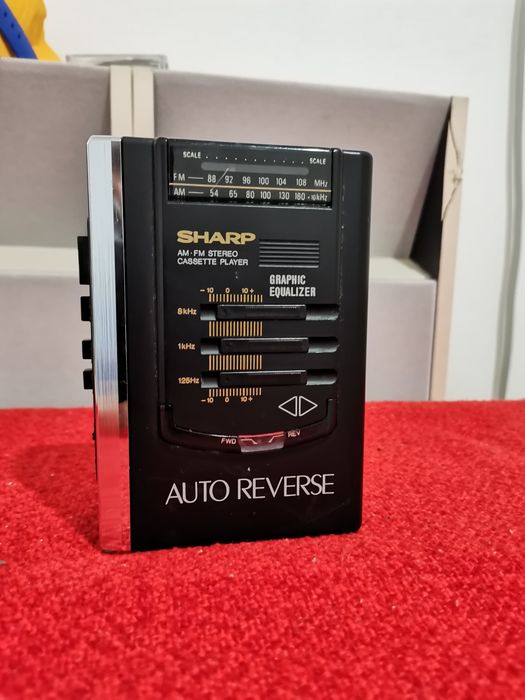 SCALE SCALE
FM 88 92 96 100 104 108 MHz
AM 54 65 80 100 130 160 ·10kHz
SHARP
AM·FM STEREO
CASSETTE PLAYER
GRAPHIC
EQUALIZER
-10 0 10+
8kHz
1kHz
125Hz
-10 0 10+
FWD REV
AUTO REVERSE